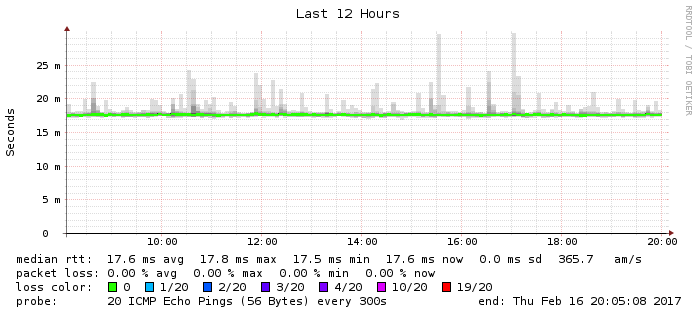 Last 12 Hours
RRDTOOL / TOBI OETIKER
Seconds
25 m
20 m
15 m
10 m
5 m
0
10:00 12:00 14:00 16:00 18:00 20:00
median rtt: 17.6 ms avg 17.8 ms max 17.5 ms min 17.6 ms now 0.0 ms sd 365.7 am/s
packet loss: 0.00 % avg 0.00 % max 0.00 % min 0.00 % now
loss color: 0 1/20 2/20 3/20 4/20 10/20 19/20
probe: 20 ICMP Echo Pings (56 Bytes) every 300s end: Thu Feb 16 20:05:08 2017